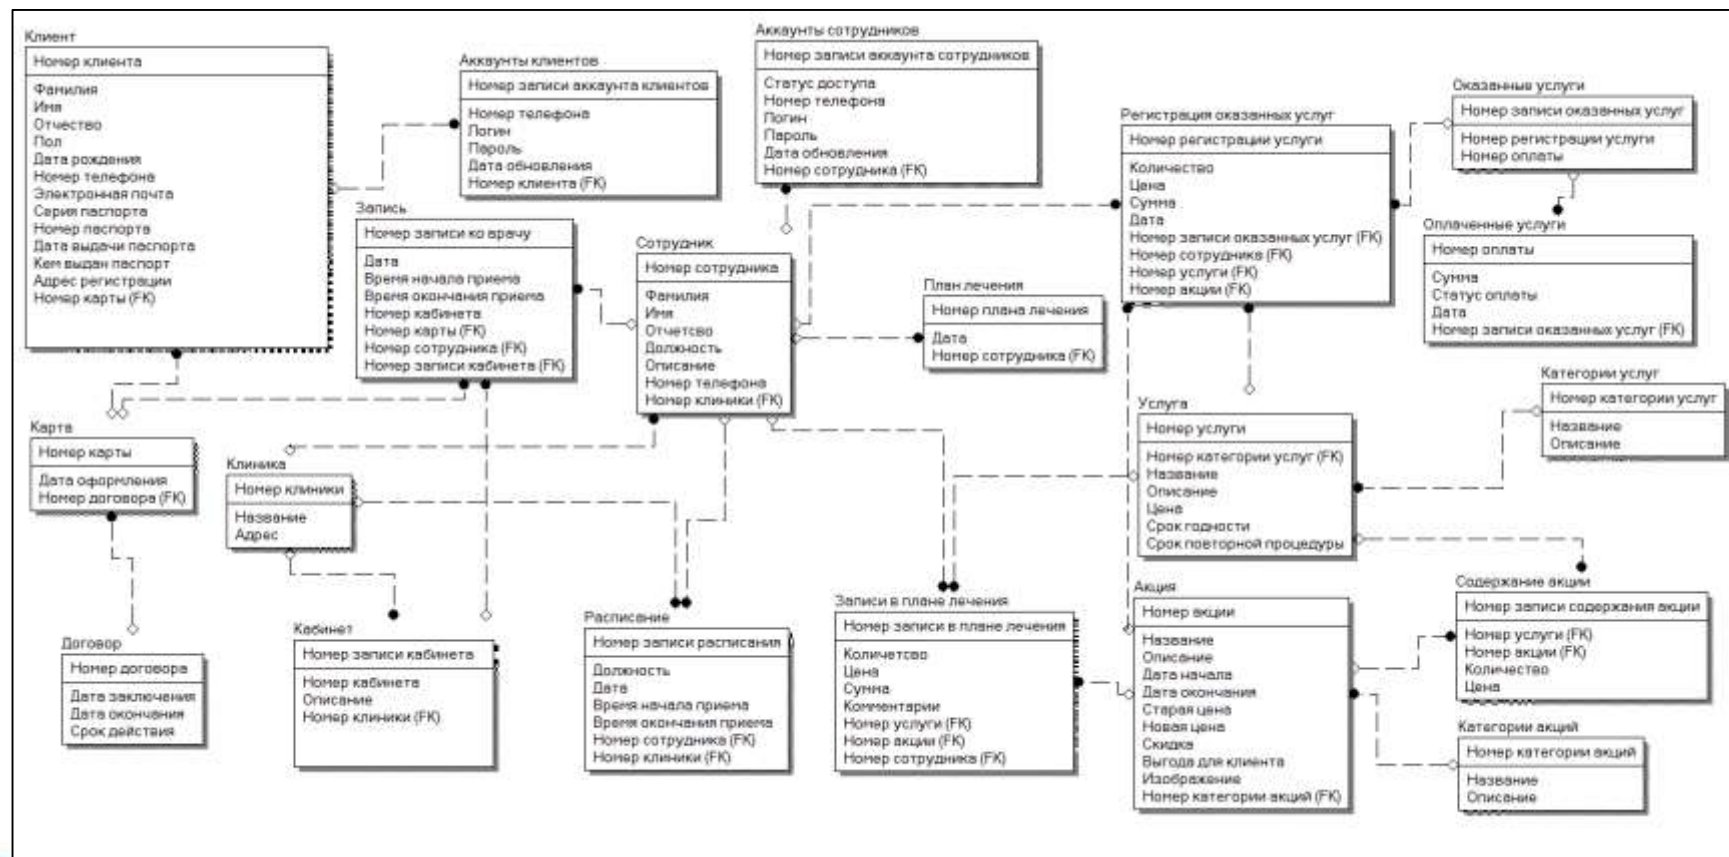 Клиент
Номер клиента
Фамилия
Имя
Отчество
Пол
Дата рождения
Номер телефона
Электронная почта
Серия паспорта
Номер паспорта
Дата выдачи паспорта
Кем выдан паспорт
Адрес регистрации
Номер карты (FK)
Аккаунты клиентов
Номер записи аккаунта клиентов
Номер телефона
Логин
Пароль
Дата обновления
Номер клиента (FK)
Аккаунты сотрудников
Номер записи аккаунта сотрудников
Статус доступа
Номер телефона
Логин
Пароль
Дата обновления
Номер сотрудника (FK)
Регистрация оказанных услуг
Номер регистрации услуги
Количество
Цена
Сумма
Дата
Номер записи оказанных услуг (FK)
Номер сотрудника (FK)
Номер услуги (FK)
Номер акции (FK)
Оказанные услуги
Номер записи оказанных услуг
Номер регистрации услуги
Номер оплаты
Оплаченные услуги
Номер оплаты
Сумма
Статус оплаты
Дата
Номер записи оказанных услуг (FK)
Запись
Номер записи ко врачу
Дата
Время начала приема
Время окончания приема
Номер кабинета
Номер карты (FK)
Номер сотрудника (FK)
Номер записи кабинета (FK)
Сотрудник
Номер сотрудника
Фамилия
Имя
Отчетсво
Должность
Описание
Номер телефона
Номер клиники (FK)
План лечения
Номер плана лечения
Дата
Номер сотрудника (FK)
Категории услуг
Номер категории услуг
Название
Описание
Услуга
Номер услуги
Номер категории услуг (FK)
Название
Описание
Цена
Срок годности
Срок повторной процедуры
Карта
Номер карты
Дата оформления
Номер договора (FK)
Клиника
Номер клиники
Название
Адрес
Договор
Номер договора
Дата заключения
Дата окончания
Срок действия
Кабинет
Номер записи кабинета
Номер кабинета
Описание
Номер клиники (FK)
Расписание
Номер записи расписания
Должность
Дата
Время начала приема
Время окончания приема
Номер сотрудника (FK)
Номер клиники (FK)
Записи в плане лечения
Номер записи в плане лечения
Количетсво
Цена
Сумма
Комментарии
Номер услуги (FK)
Номер акции (FK)
Номер сотрудника (FK)
Акция
Номер акции
Название
Описание
Дата начала
Дата окончания
Старая цена
Новая цена
Скидка
Выгода для клиента
Изображение
Номер категории акций (FK)
Содержание акции
Номер записи содержания акции
Номер услуги (FK)
Номер акции (FK)
Количество
Цена
Категории акций
Номер категории акций
Название
Описание